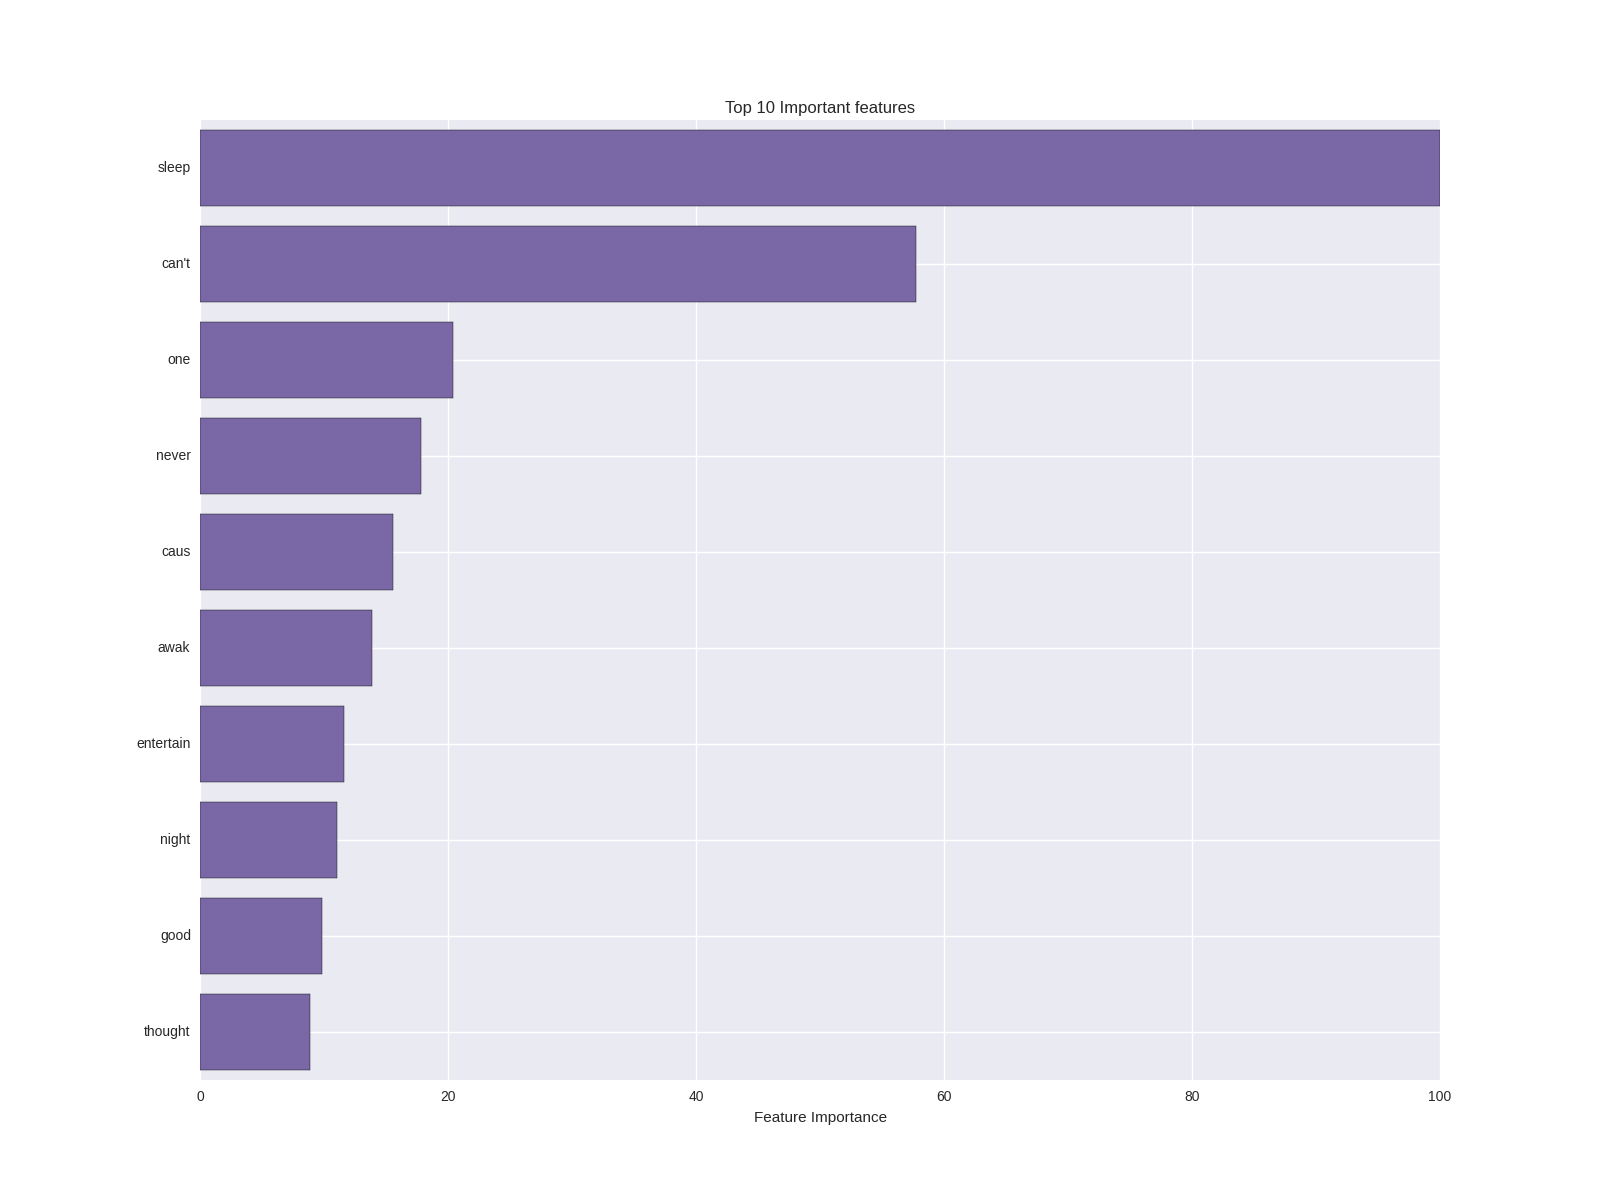 Top 10 Important features
sleep
can't
one
never
caus
awak
entertain
night
good
thought
0 20 40 60 80 100
Feature Importance